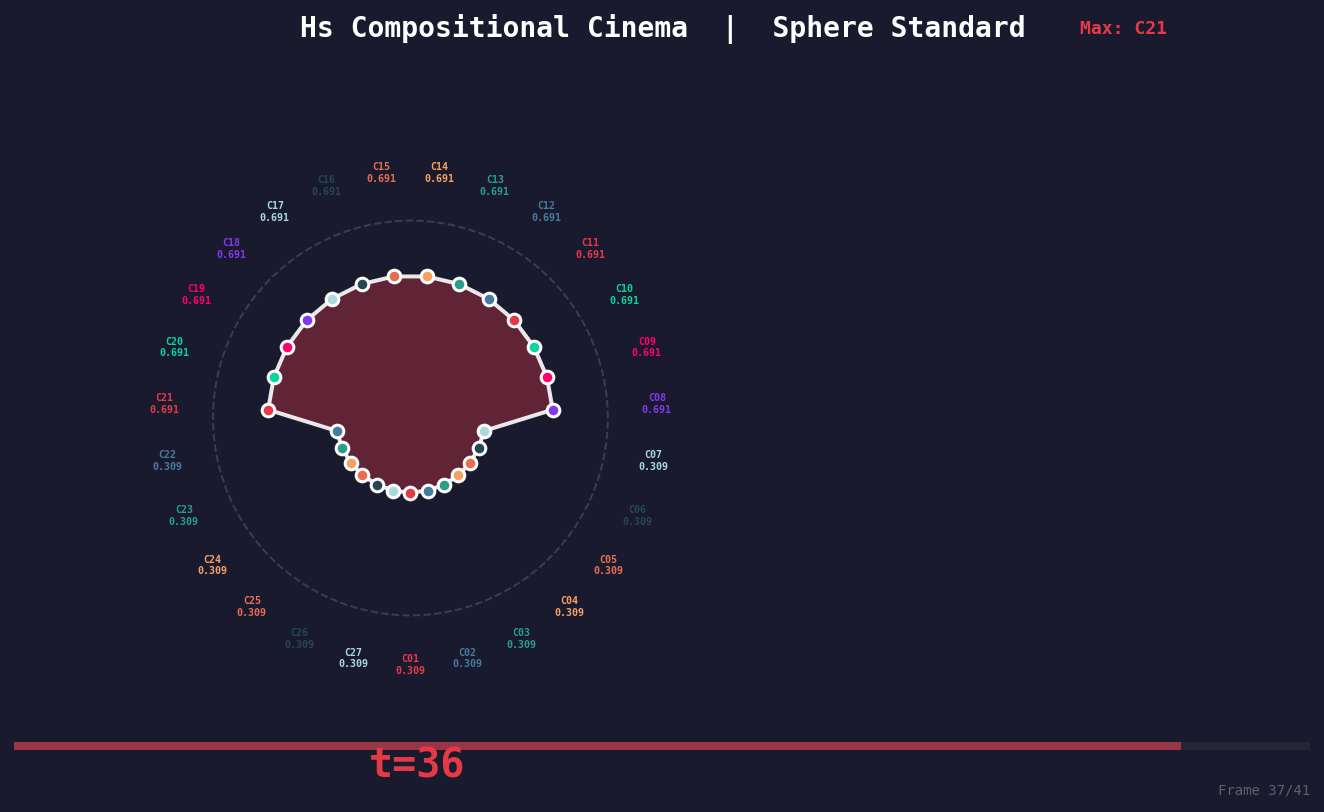 Hs Compositional Cinema | Sphere Standard
Max: C21
C15
0.691
C14
0.691
C16
0.691
C13
0.691
C17
0.691
C12
0.691
C18
0.691
C11
0.691
C19
0.691
C10
0.691
C20
0.691
C09
0.691
C21
0.691
C08
0.691
C22
0.309
C07
0.309
C23
0.309
C06
0.309
C24
0.309
C05
0.309
C25
0.309
C04
0.309
C26
0.309
C03
0.309
C27
0.309
C01
0.309
C02
0.309
t=36
Frame 37/41